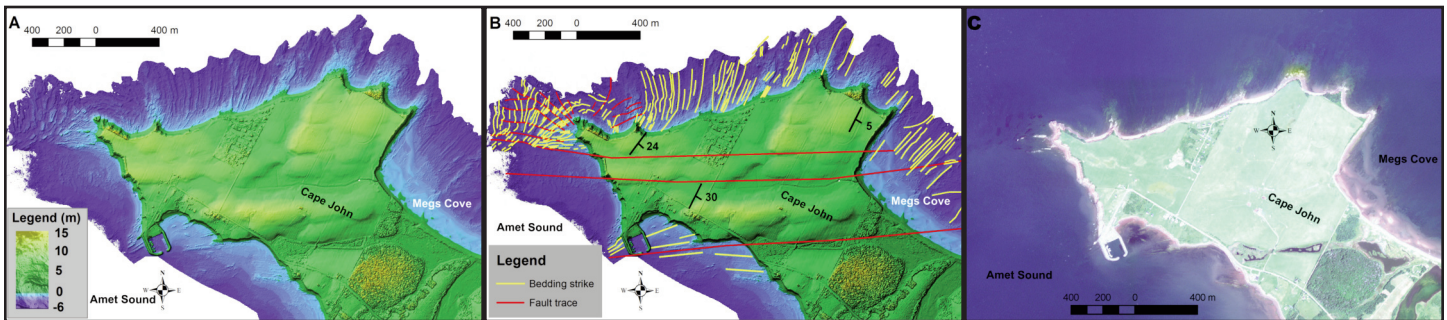 A
400 0 400 m
Cape John
Megs Cove
Legend (m)
15
10
5
0
-6
Amet Sound
N
W E
S
B
400 0 400 m
5
24
30
Cape John
Megs Cove
Amet Sound
Legend
Bedding strike
Fault trace
N
W E
S
C
N
W E
S
Megs Cove
Cape John
Amet Sound
400 200 0 400 m